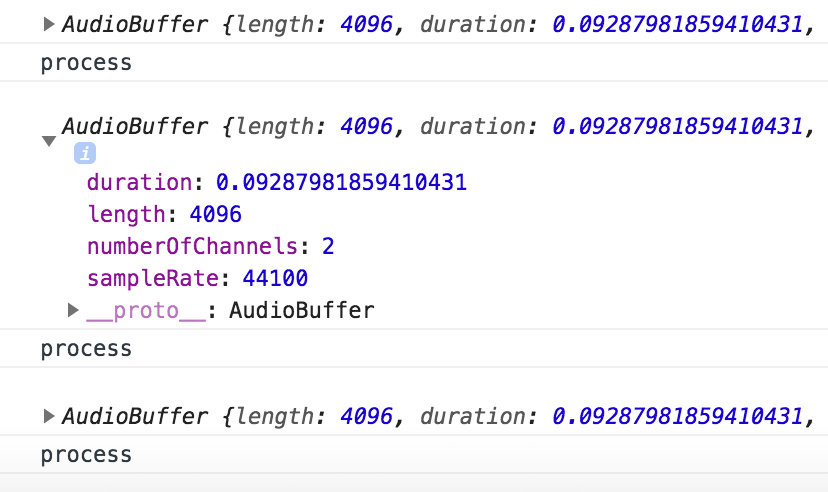 ▶ AudioBuffer {length: 4096, duration: 0.09287981859410431,
process
▼ AudioBuffer {length: 4096, duration: 0.09287981859410431,
i
duration: 0.09287981859410431
length: 4096
numberOfChannels: 2
sampleRate: 44100
▶ __proto__: AudioBuffer
process
▶ AudioBuffer {length: 4096, duration: 0.09287981859410431,
process